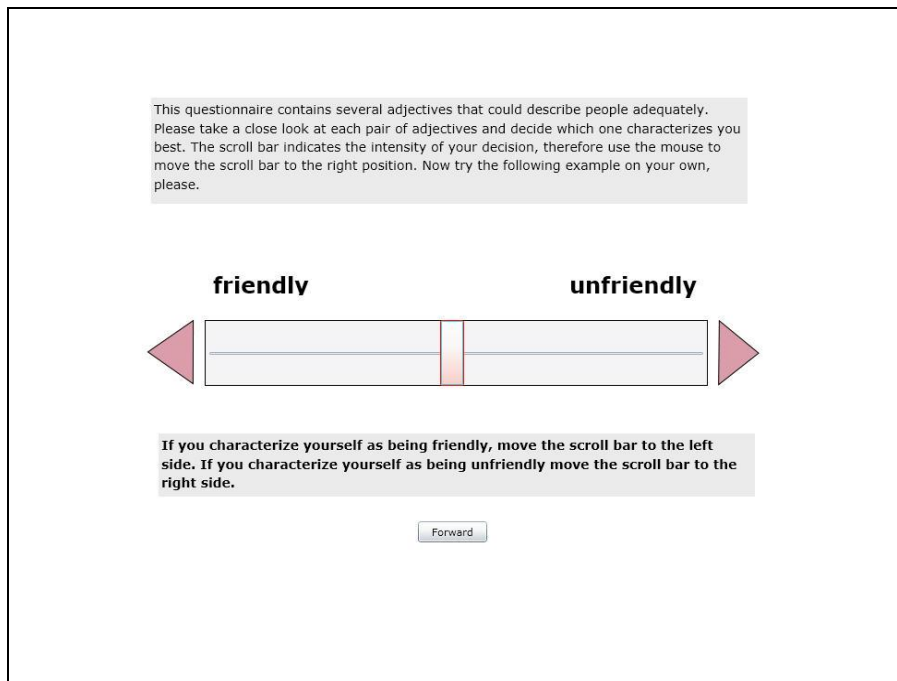 This questionnaire contains several adjectives that could describe people adequately.
Please take a close look at each pair of adjectives and decide which one characterizes you
best. The scroll bar indicates the intensity of your decision, therefore use the mouse to
move the scroll bar to the right position. Now try the following example on your own,
please.
friendly unfriendly
If you characterize yourself as being friendly, move the scroll bar to the left
side. If you characterize yourself as being unfriendly move the scroll bar to the
right side.
Forward